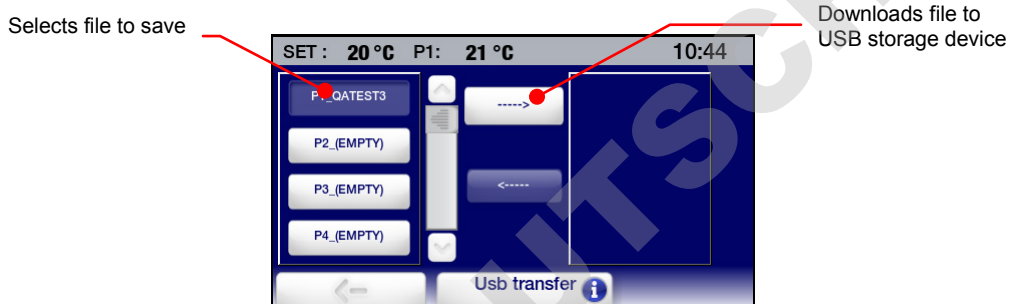 Selects file to save
Downloads file to
USB storage device
SET : 20 °C P1: 21 °C 10:44
P1_QATEST3
----->
P2_(EMPTY)
P3_(EMPTY)
<-----
P4_(EMPTY)
Usb transfer